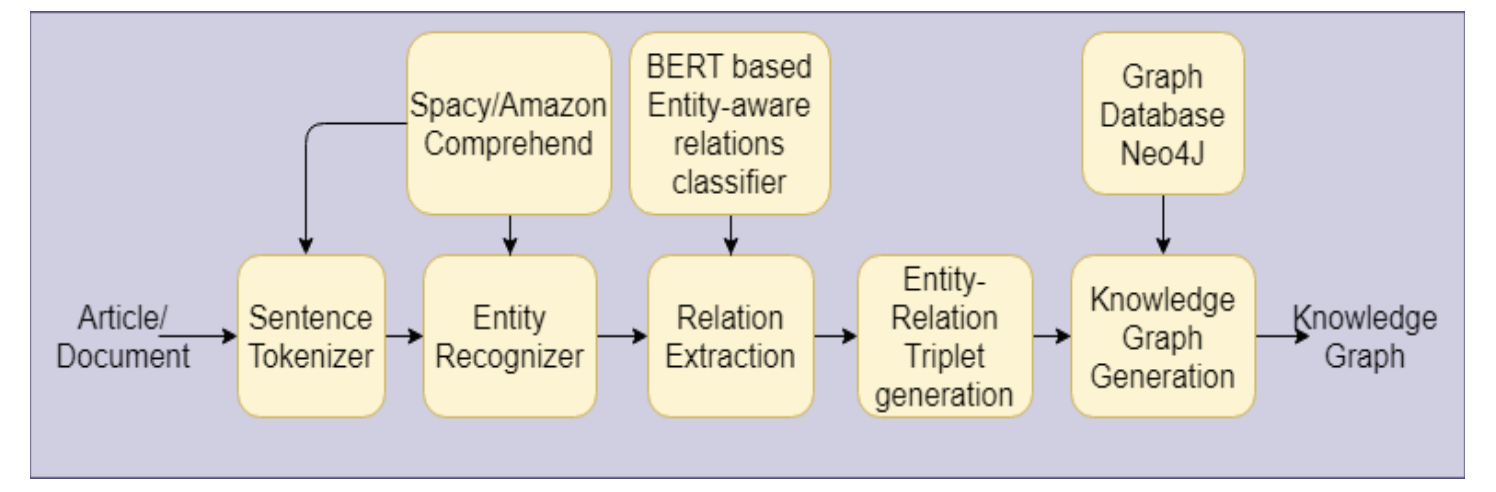 Spacy/Amazon
Comprehend
BERT based
Entity-aware
relations
classifier
Graph
Database
Neo4J
Article/
Document
Sentence
Tokenizer
Entity
Recognizer
Relation
Extraction
Entity-
Relation
Triplet
generation
Knowledge
Graph
Generation
Knowledge
Graph